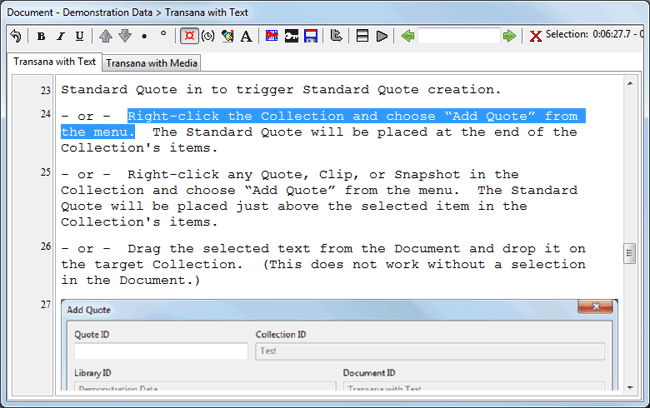 Document - Demonstration Data > Transana with Text
B I U A Selection: 0:06:27.7 - 0
Transana with Text Transana with Media
23 Standard Quote in to trigger Standard Quote creation.
24 - or - Right-click the Collection and choose “Add Quote” from
the menu. The Standard Quote will be placed at the end of the
Collection's items.
25 - or - Right-click any Quote, Clip, or Snapshot in the
Collection and choose “Add Quote” from the menu. The Standard
Quote will be placed just above the selected item in the
Collection's items.
26 - or - Drag the selected text from the Document and drop it on
the target Collection. (This does not work without a selection
in the Document.)
27
Add Quote
Quote ID Collection ID
Test
Library ID Document ID
Demonstration Data Transana with Text